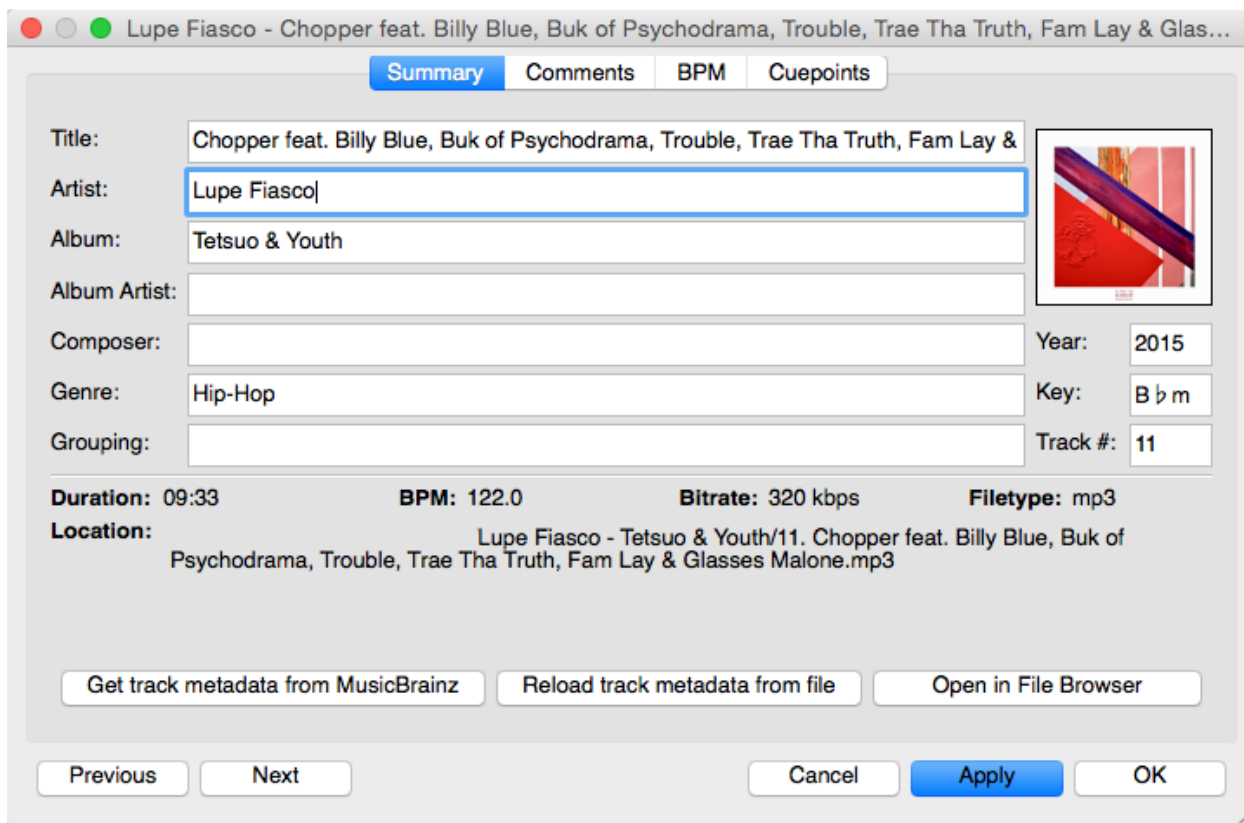 Lupe Fiasco - Chopper feat. Billy Blue, Buk of Psychodrama, Trouble, Trae Tha Truth, Fam Lay & Glas...
Summary Comments BPM Cuepoints
Title: Chopper feat. Billy Blue, Buk of Psychodrama, Trouble, Trae Tha Truth, Fam Lay &
Artist: Lupe Fiasco
Album: Tetsuo & Youth
Album Artist:
Composer: Year: 2015
Genre: Hip-Hop Key: B♭m
Grouping: Track #: 11
Duration: 09:33 BPM: 122.0 Bitrate: 320 kbps Filetype: mp3
Location: Lupe Fiasco - Tetsuo & Youth/11. Chopper feat. Billy Blue, Buk of
Psychodrama, Trouble, Trae Tha Truth, Fam Lay & Glasses Malone.mp3
Get track metadata from MusicBrainz Reload track metadata from file Open in File Browser
Previous Next Cancel Apply OK